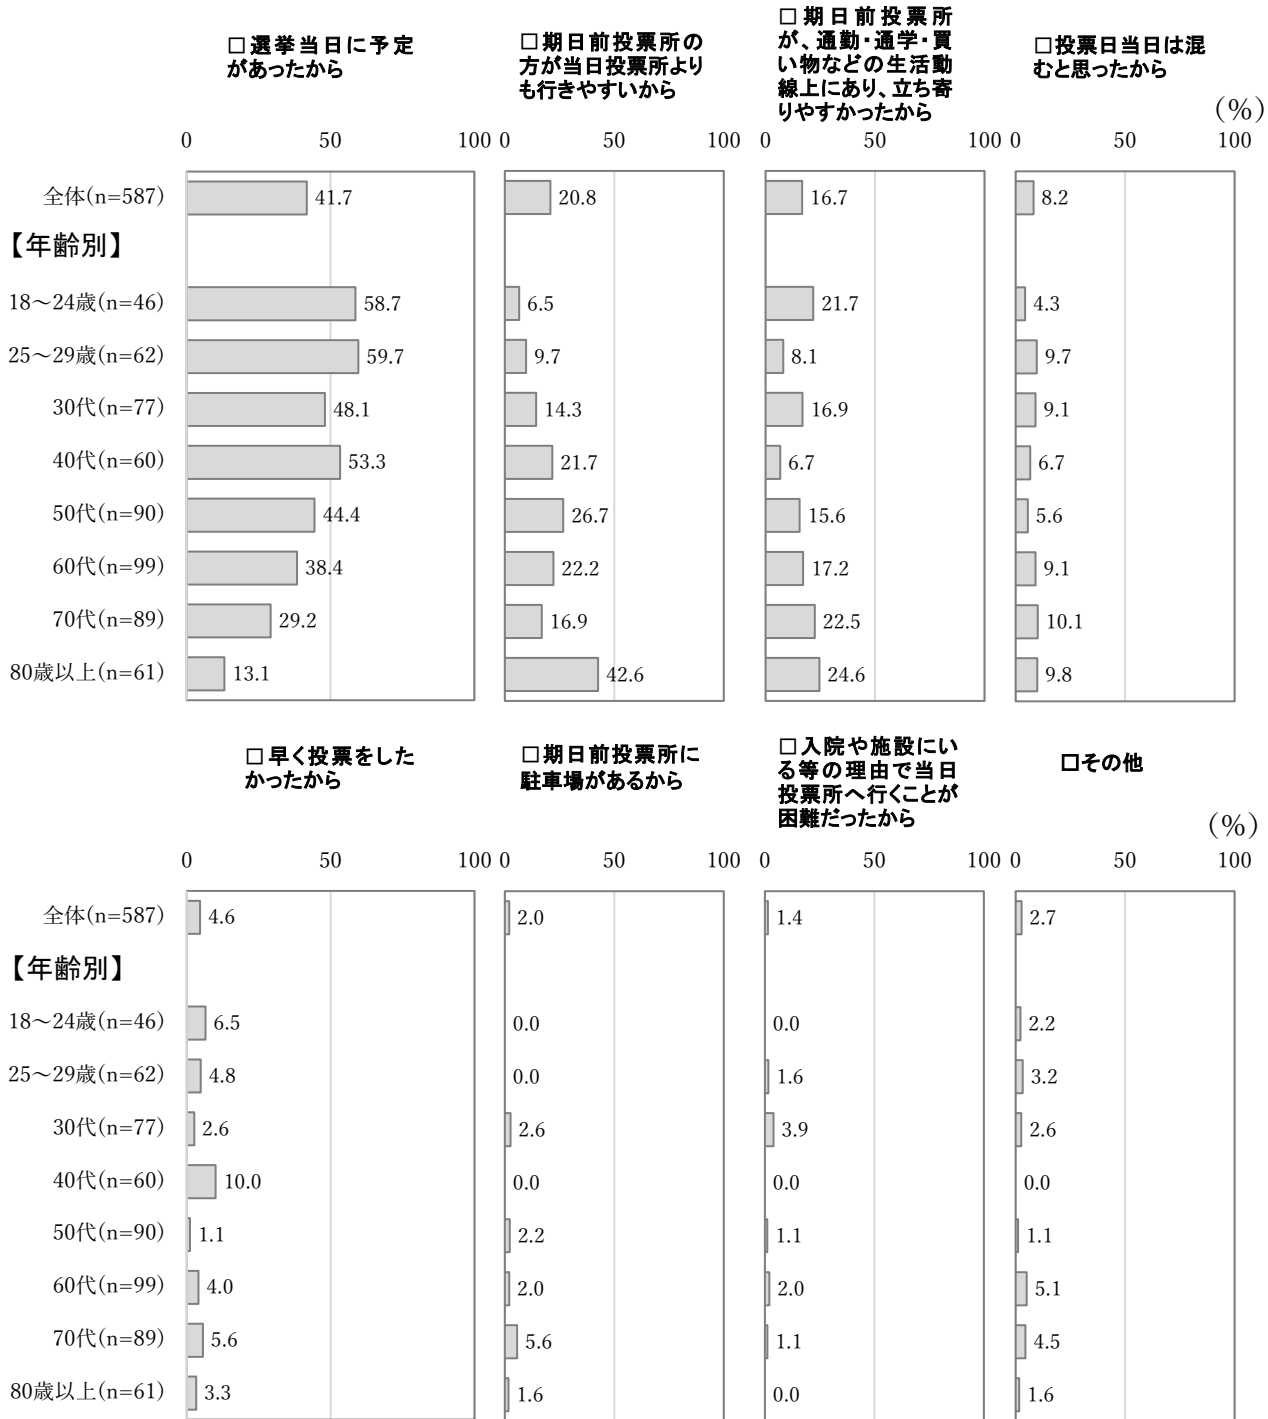 □選挙当日に予定
があったから
□期日前投票所の
方が当日投票所より
も行きやすいから
□期日前投票所
が、通勤・通学・買
い物などの生活動
線上にあり、立ち寄
りやすかったから
□投票日当日は混
むと思ったから
(%)
0 50 100 0 50 100 0 50 100 0 50 100
全体(n=587) 41.7 20.8 16.7 8.2
【年齢別】
18～24歳(n=46) 58.7 6.5 21.7 4.3
25～29歳(n=62) 59.7 9.7 8.1 9.7
30代(n=77) 48.1 14.3 16.9 9.1
40代(n=60) 53.3 21.7 6.7 6.7
50代(n=90) 44.4 26.7 15.6 5.6
60代(n=99) 38.4 22.2 17.2 9.1
70代(n=89) 29.2 16.9 22.5 10.1
80歳以上(n=61) 13.1 42.6 24.6 9.8
□早く投票をした
かったから
□期日前投票所に
駐車場があるから
□入院や施設にい
る等の理由で当日
投票所へ行くことが
困難だったから
□その他
(%)
0 50 100 0 50 100 0 50 100 0 50 100
全体(n=587) 4.6 2.0 1.4 2.7
【年齢別】
18～24歳(n=46) 6.5 0.0 0.0 2.2
25～29歳(n=62) 4.8 0.0 1.6 3.2
30代(n=77) 2.6 2.6 3.9 2.6
40代(n=60) 10.0 0.0 0.0 0.0
50代(n=90) 1.1 2.2 1.1 1.1
60代(n=99) 4.0 2.0 2.0 5.1
70代(n=89) 5.6 5.6 1.1 4.5
80歳以上(n=61) 3.3 1.6 0.0 1.6